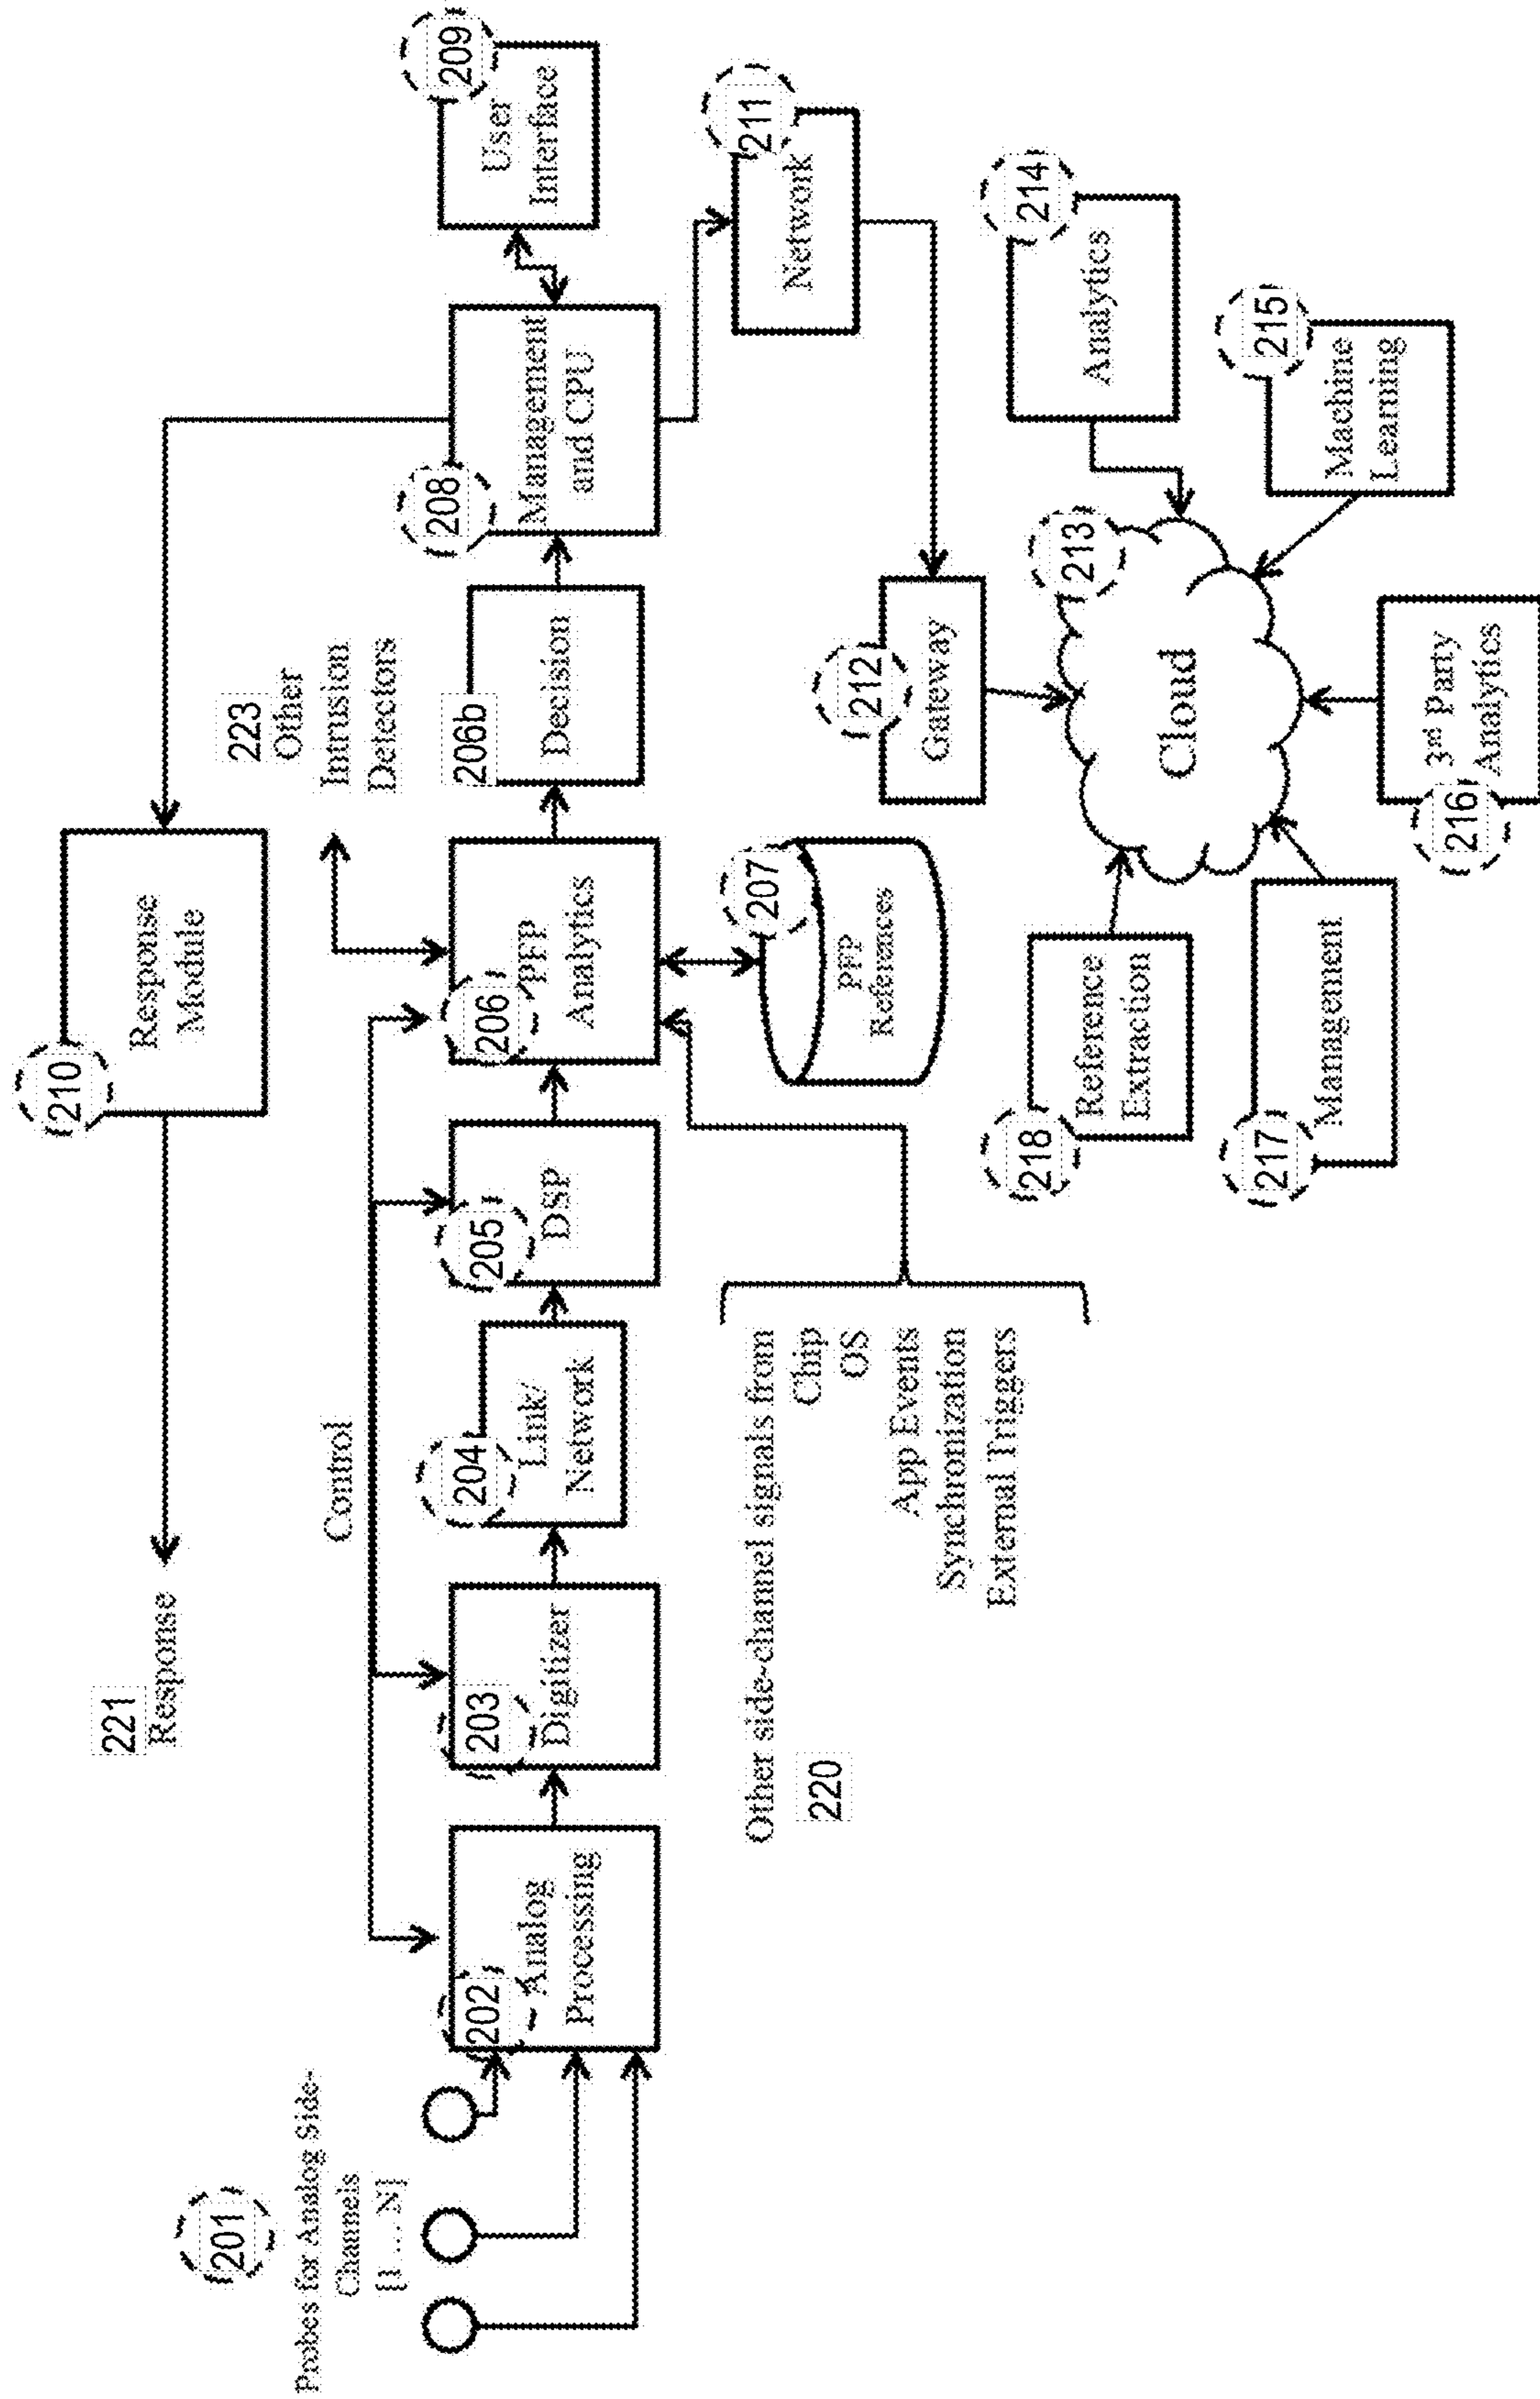 201
Probes for Analog Side-
Channels
[1 ... N]
221
Response
210
Response
Module
Control
223
Other
Intrusion
Detectors
202
Analog
Processing
203
Digitizer
204
Link/
Network
205
DSP
206
PFP
Analytics
206b
Decision
208
Management
and CPU
209
User
Interface
207
PFP
References
211
Network
212
Gateway
Other side-channel signals from
Chip
OS
App Events
Synchronization
External Triggers
220
213
Cloud
214
Analytics
215
Machine
Learning
216
3rd Party
Analytics
217
Management
218
Reference
Extraction